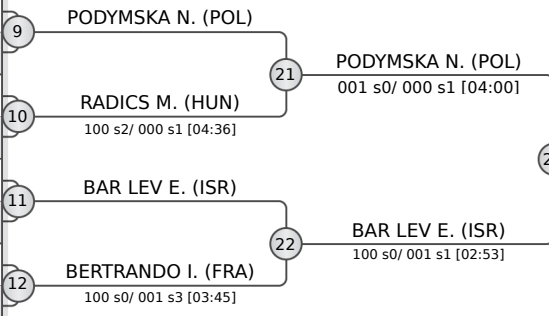 PODYMSKA N. (POL)
9
21
PODYMSKA N. (POL)
001 s0/ 000 s1 [04:00]
RADICS M. (HUN)
10
100 s2/ 000 s1 [04:36]
BAR LEV E. (ISR)
11
22
BAR LEV E. (ISR)
100 s0/ 001 s1 [02:53]
BERTRANDO I. (FRA)
12
100 s0/ 001 s3 [03:45]